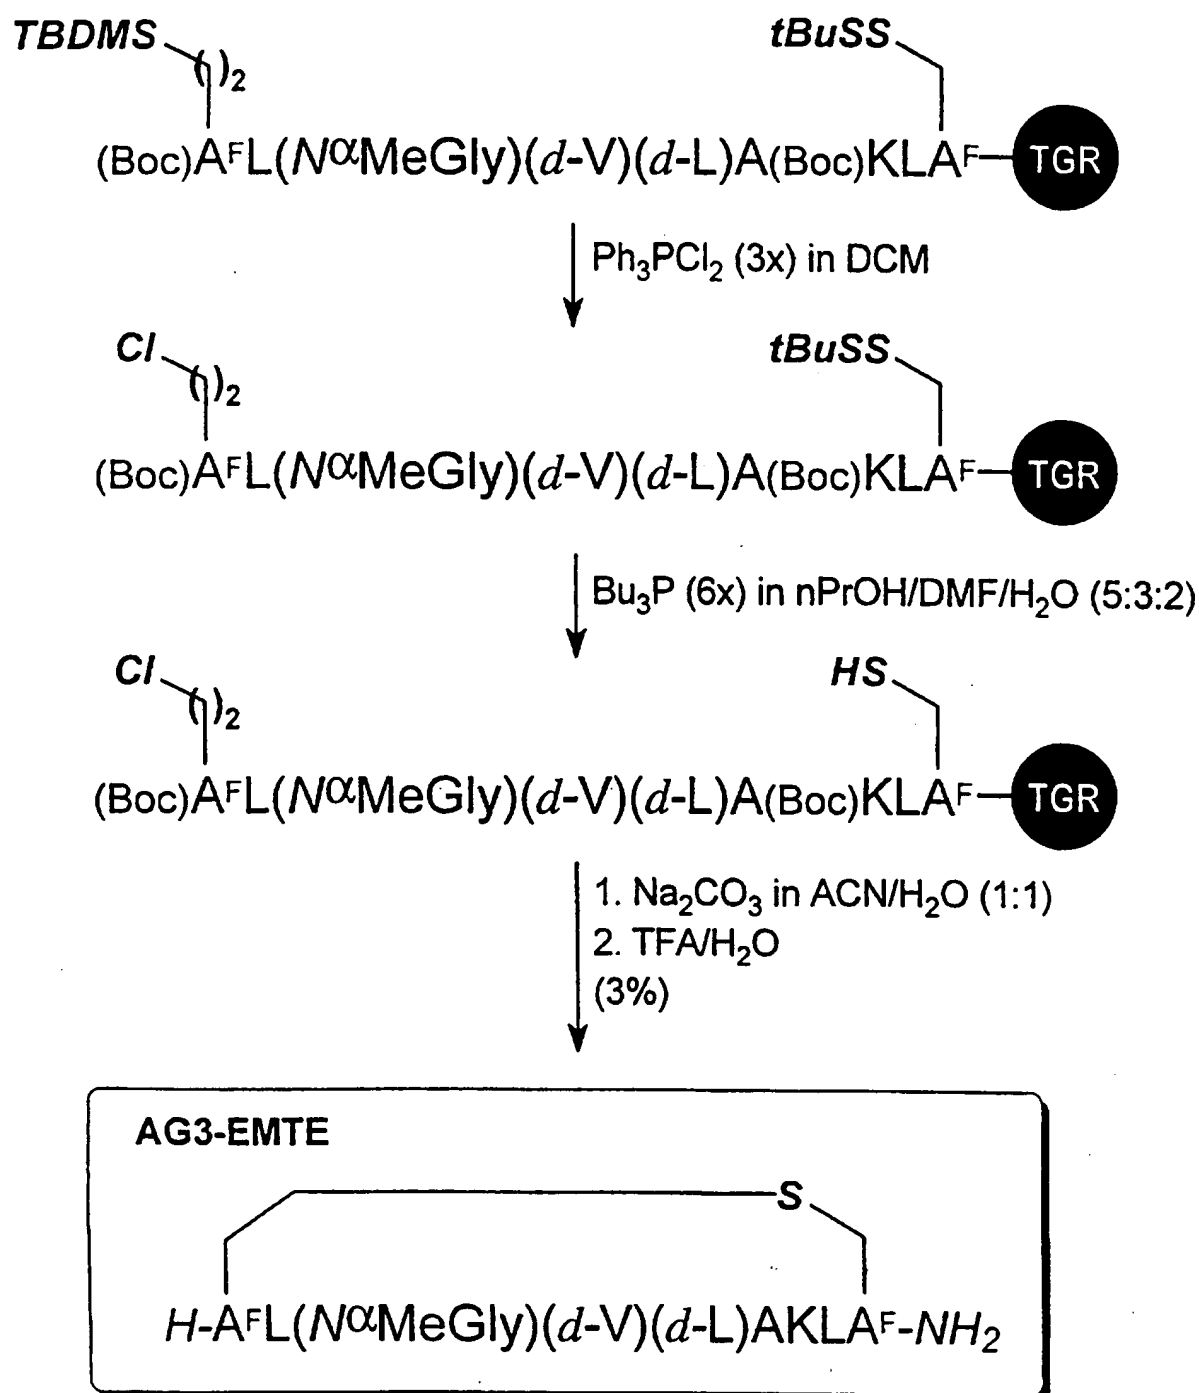 TBDMS tBuSS
( )₂
(Boc)AᶠL(NαMeGly)(d-V)(d-L)A(Boc)KLAᶠ TGR
Ph₃PCl₂ (3x) in DCM
Cl tBuSS
( )₂
(Boc)AᶠL(NαMeGly)(d-V)(d-L)A(Boc)KLAᶠ TGR
Bu₃P (6x) in nPrOH/DMF/H₂O (5:3:2)
Cl HS
( )₂
(Boc)AᶠL(NαMeGly)(d-V)(d-L)A(Boc)KLAᶠ TGR
1. Na₂CO₃ in ACN/H₂O (1:1)
2. TFA/H₂O
(3%)
AG3-EMTE
S
H-AᶠL(NαMeGly)(d-V)(d-L)AKLAᶠ-NH₂